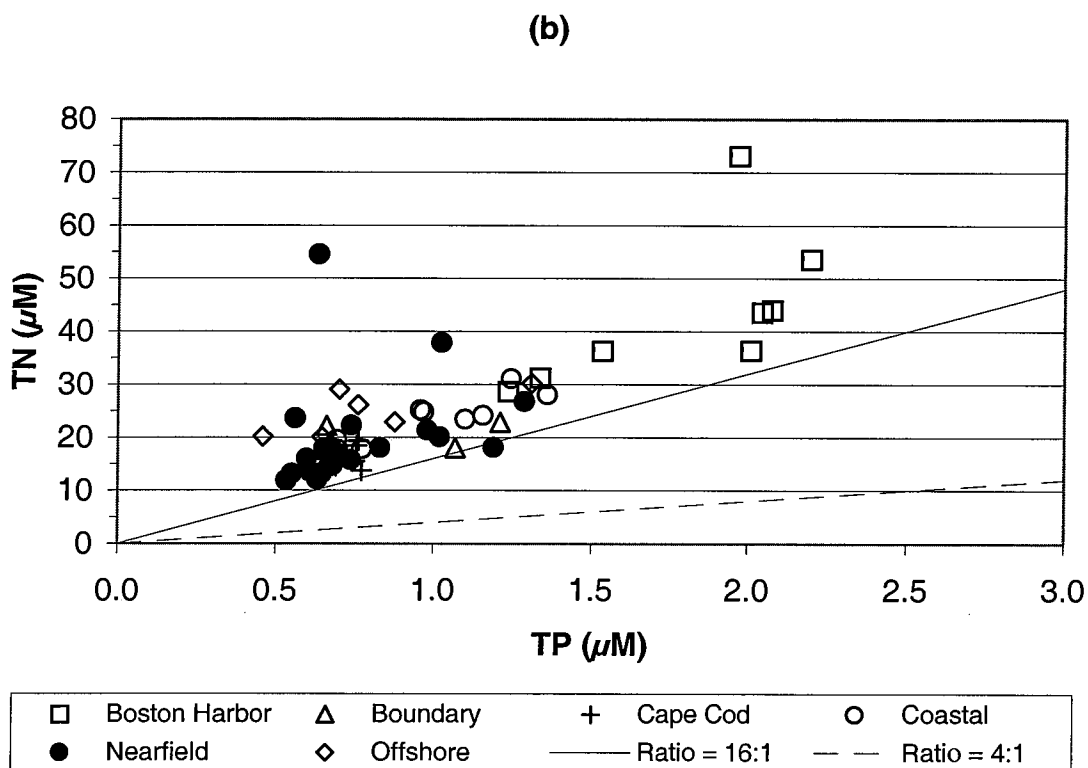 (b)
TN (µM)
80
70
60
50
40
30
20
10
0
0.0 0.5 1.0 1.5 2.0 2.5 3.0
TP (µM)
Boston Harbor Boundary Cape Cod Coastal
Nearfield Offshore Ratio = 16:1 Ratio = 4:1